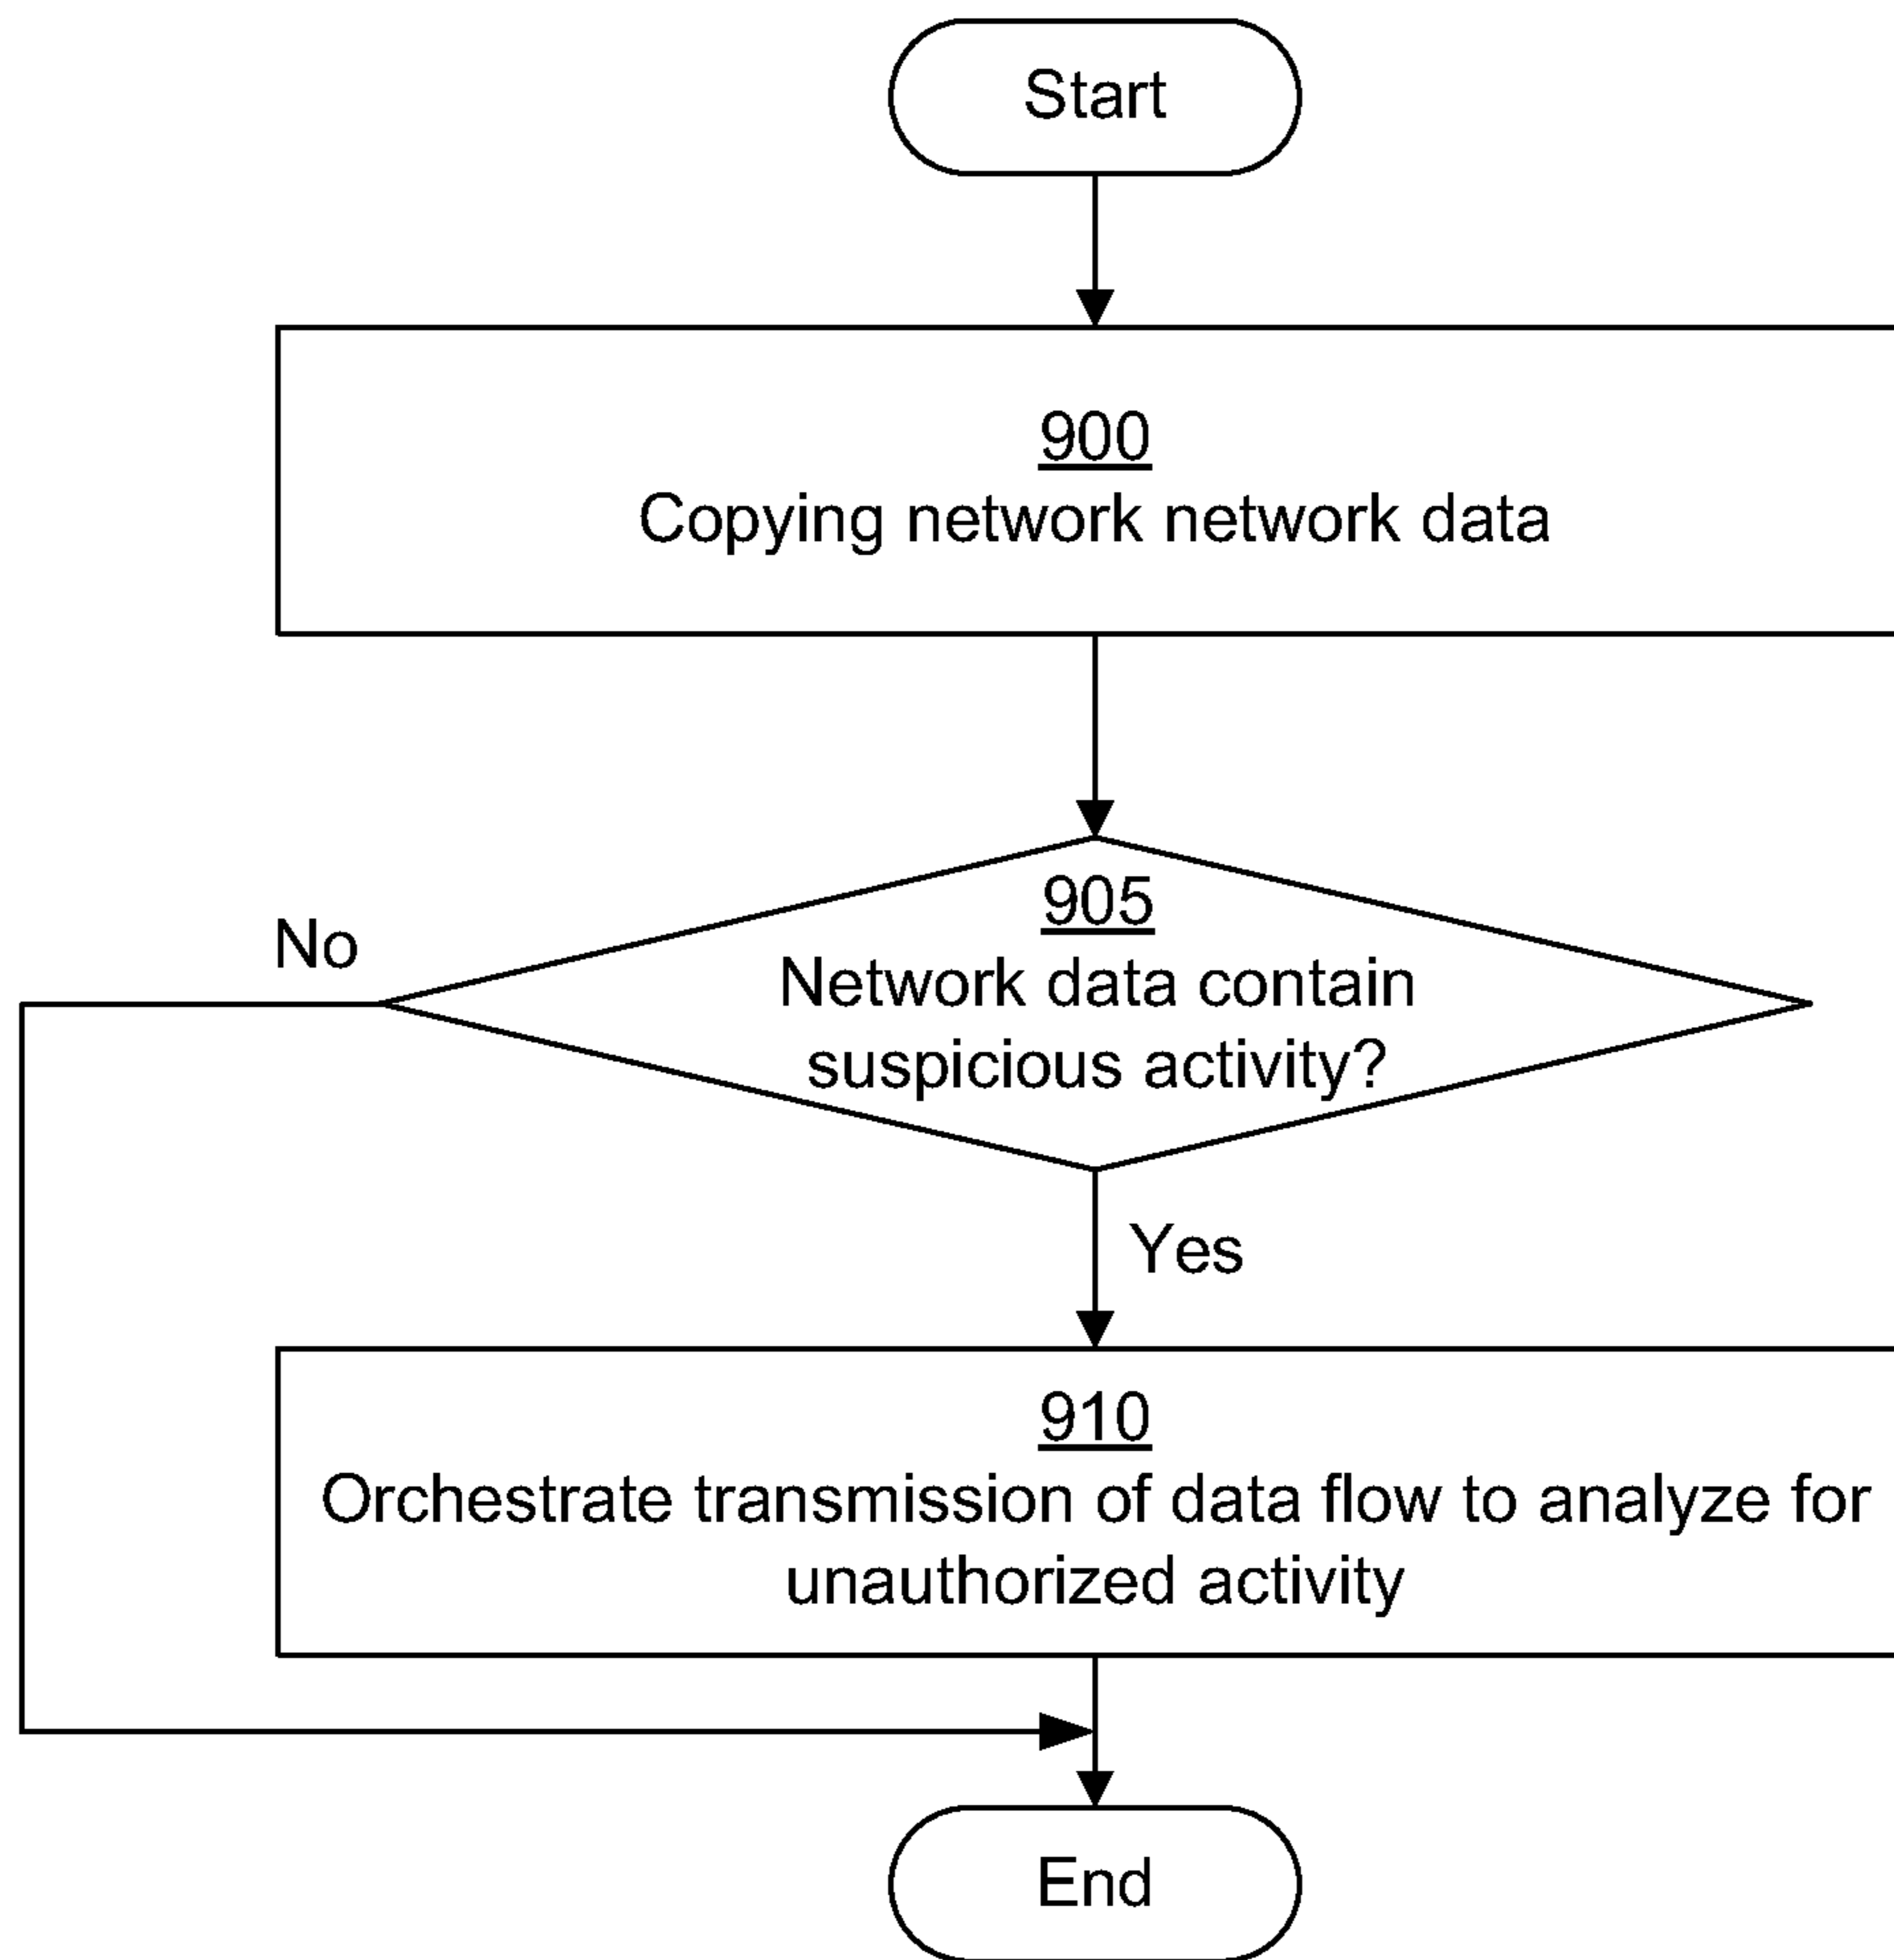 Start
900
Copying network network data
905
Network data contain
suspicious activity?
No
Yes
910
Orchestrate transmission of data flow to analyze for
unauthorized activity
End